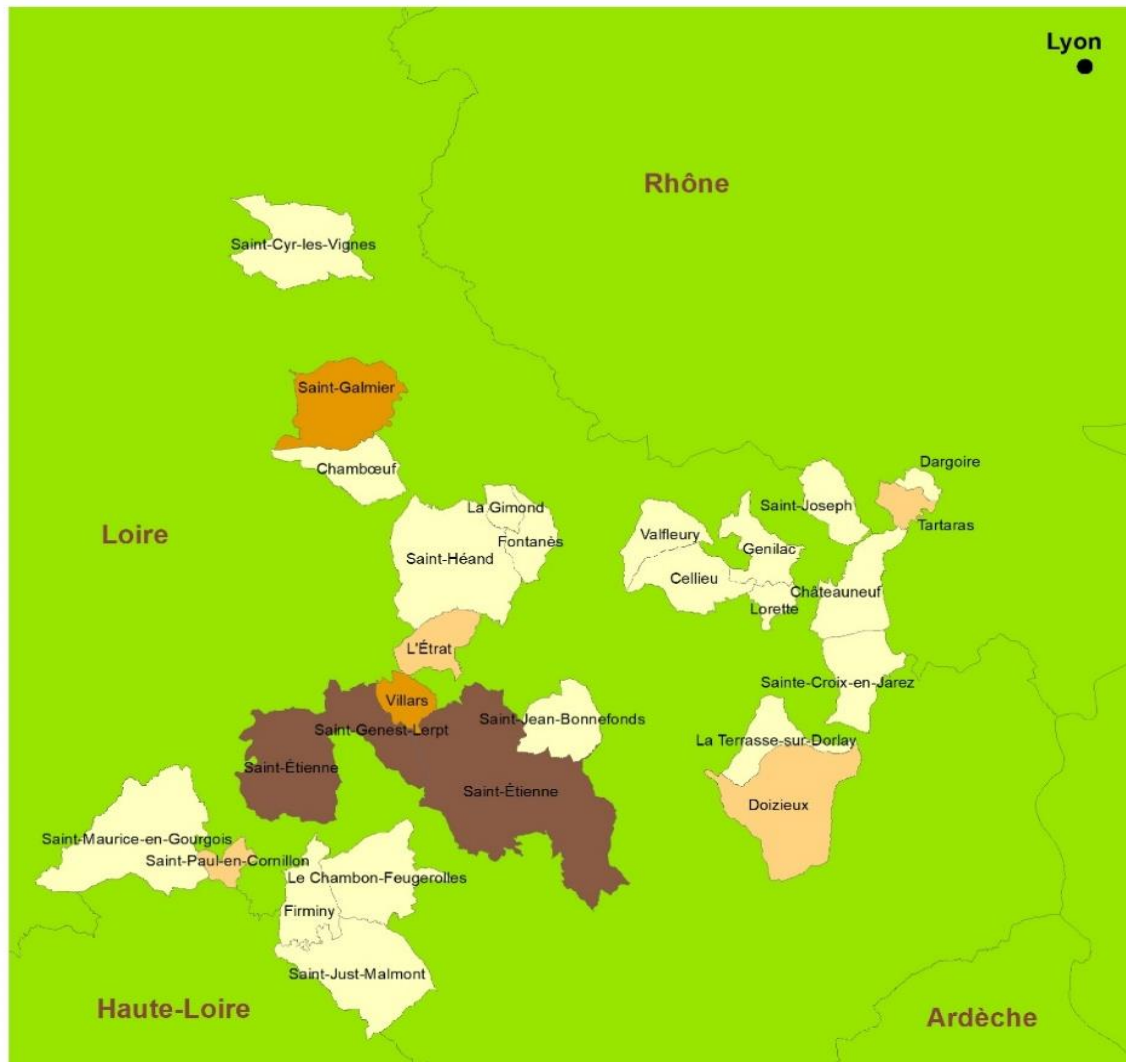 Lyon
Rhône
Saint-Cyr-les-Vignes
Saint-Galmier
Chambœuf
Dargoire
La Gimond
Saint-Joseph
Tartaras
Loire
Valfleury
Fontanès
Genilac
Saint-Héand
Cellieu
Châteauneuf
Lorette
L'Étrat
Sainte-Croix-en-Jarez
Villars
Saint-Jean-Bonnefonds
Saint-Genest-Lerpt
La Terrasse-sur-Dorlay
Saint-Étienne
Saint-Étienne
Doizieux
Saint-Maurice-en-Gourgois
Saint-Paul-en-Cornillon
Le Chambon-Feugerolles
Firminy
Saint-Just-Malmont
Haute-Loire
Ardèche